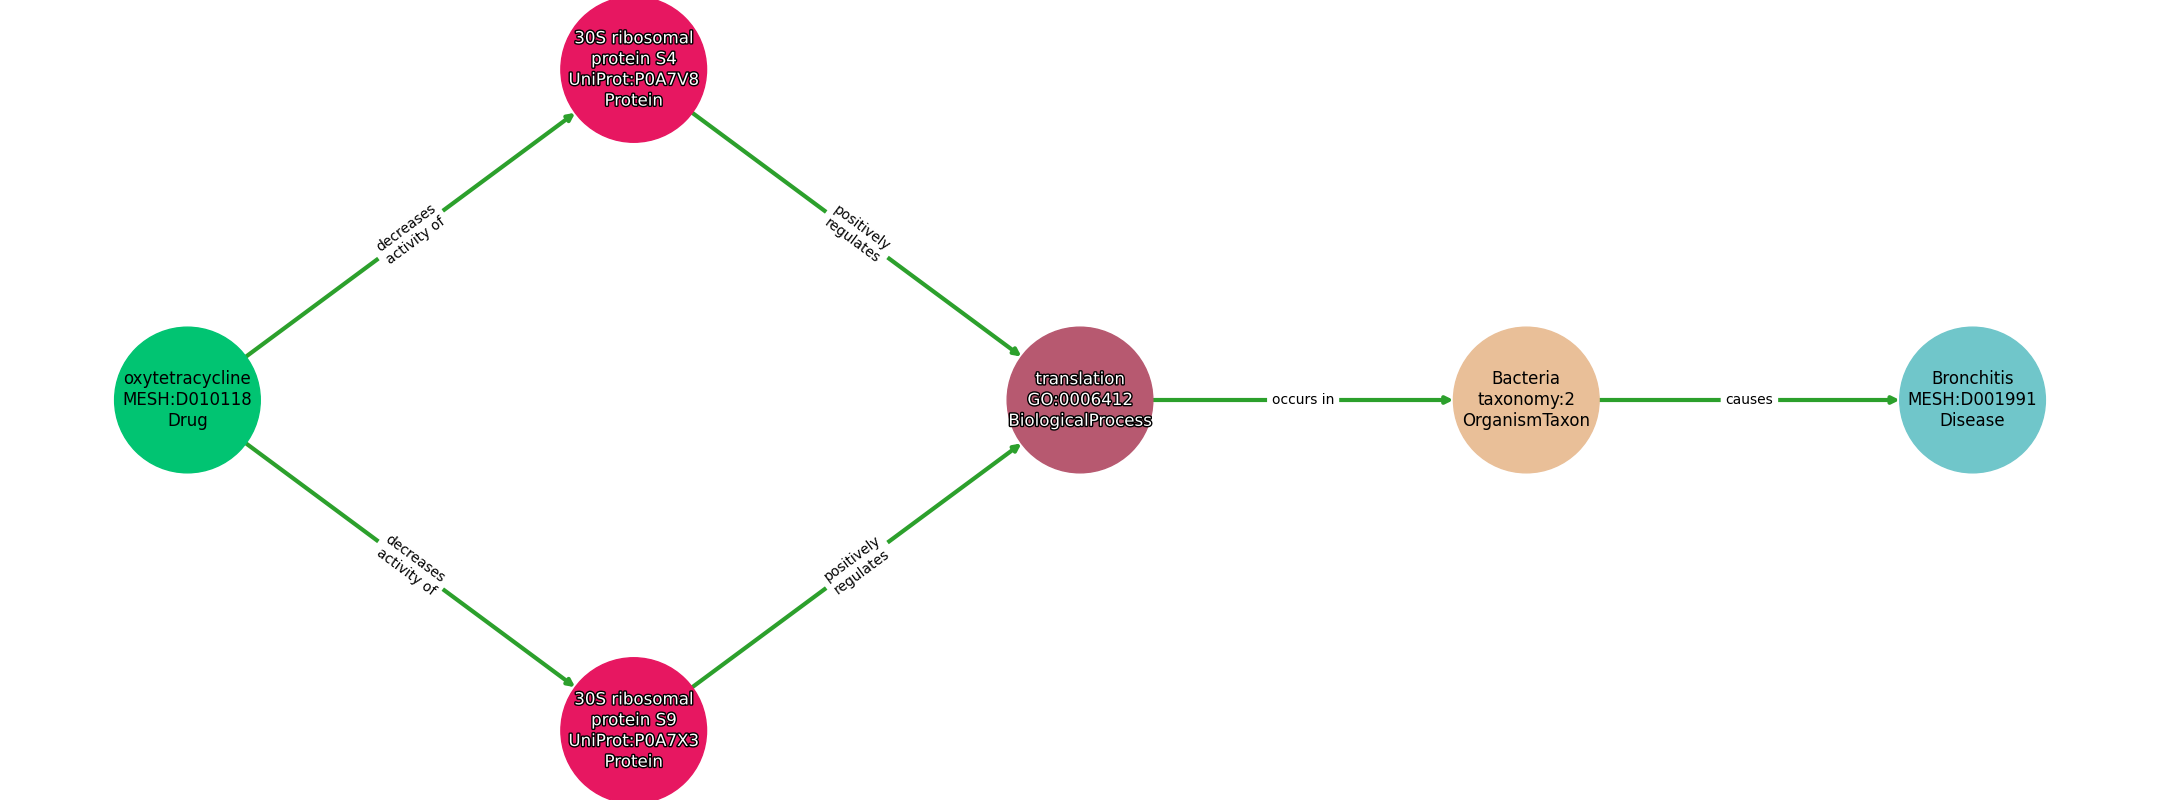 30S ribosomal
protein S4
UniProt:P0A7V8
Protein
decreases
activity of
positively
regulates
oxytetracycline
MESH:D010118
Drug
translation
GO:0006412
BiologicalProcess
occurs in
Bacteria
taxonomy:2
OrganismTaxon
causes
Bronchitis
MESH:D001991
Disease
decreases
activity of
positively
regulates
30S ribosomal
protein S9
UniProt:P0A7X3
Protein